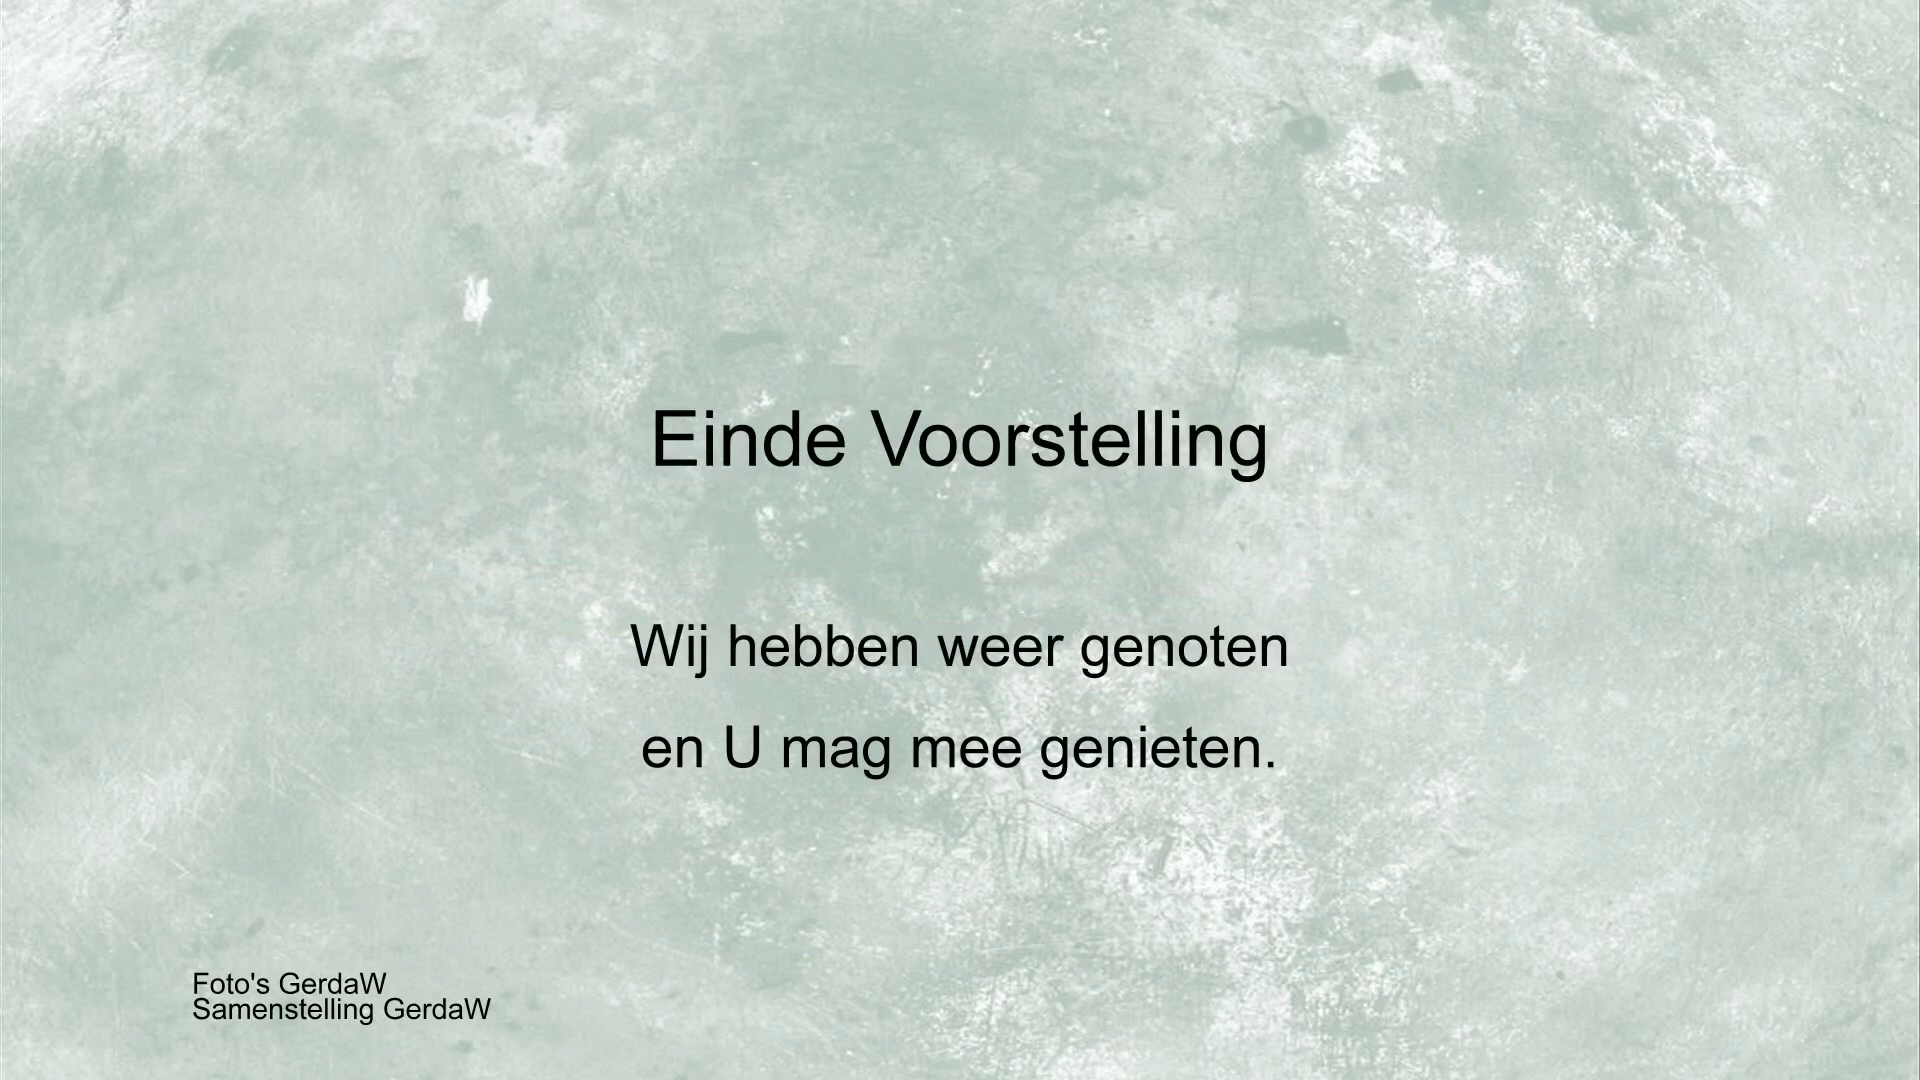 Einde Voorstelling
Wij hebben weer genoten
en U mag mee genieten.
Foto's GerdaW
Samenstelling GerdaW